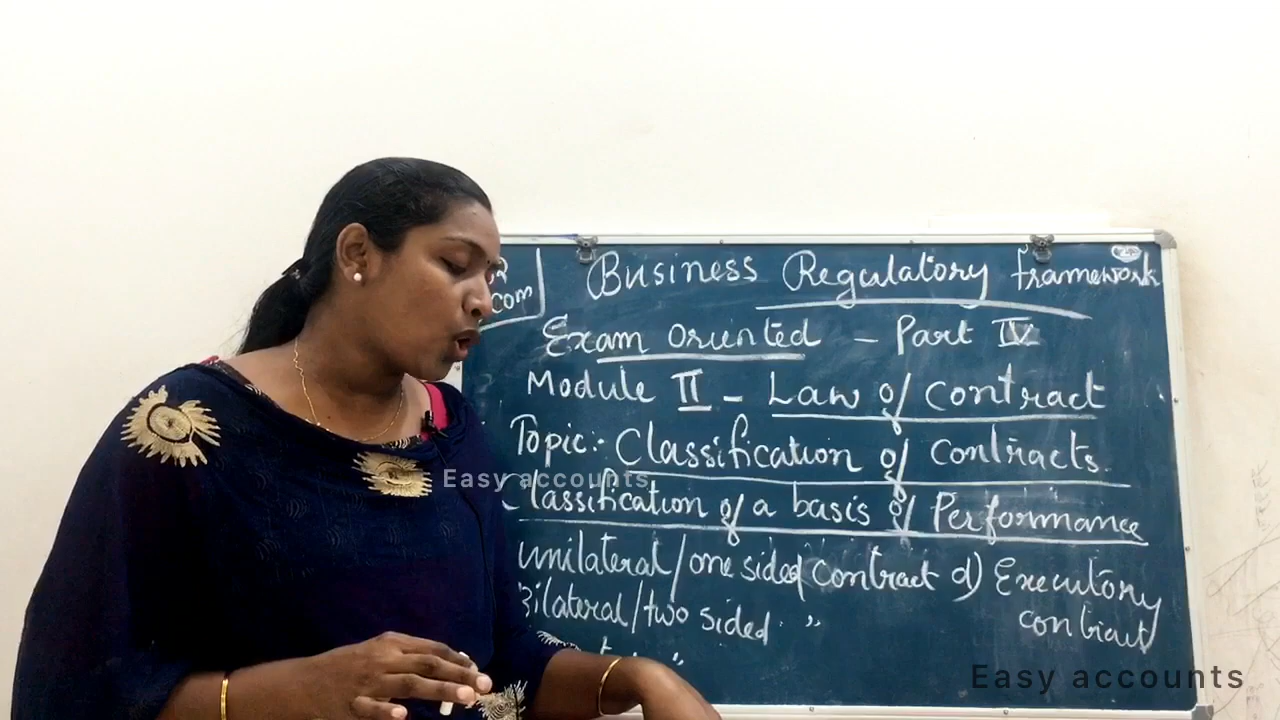 com
Business Regulatory framework
Exam oriented - Part IV
Module II - Law of contract
Topic: Classification of contracts.
Classification of a basis of Performance
Unilateral/one sided contract d) Executory contract
Bilateral/two sided "
Easy accounts
Easy accounts